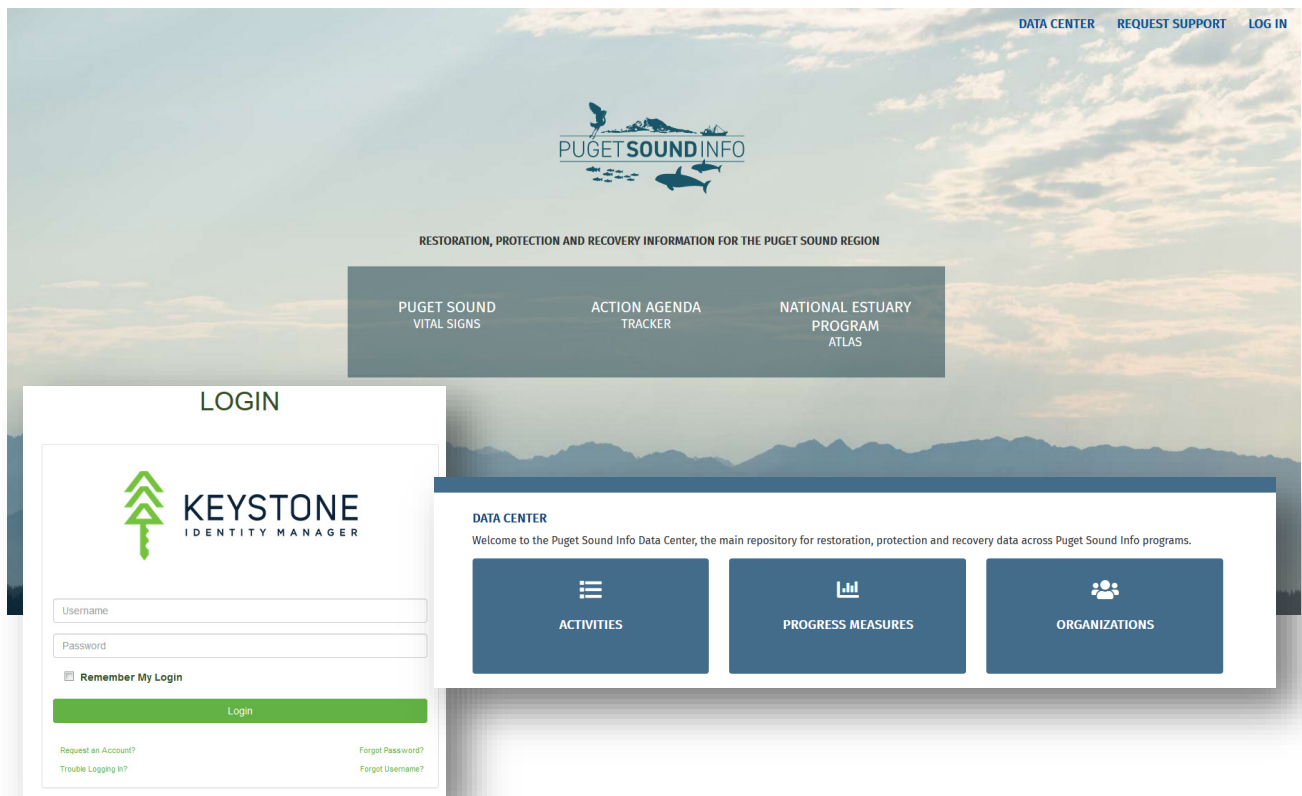 DATA CENTER REQUEST SUPPORT LOG IN
PUGETSOUNDINFO
RESTORATION, PROTECTION AND RECOVERY INFORMATION FOR THE PUGET SOUND REGION
PUGET SOUND
VITAL SIGNS
ACTION AGENDA
TRACKER
NATIONAL ESTUARY
PROGRAM
ATLAS
LOGIN
KEYSTONE
IDENTITY MANAGER
Username
Password
Remember My Login
Login
Request an Account?
Forgot Password?
Trouble Logging In?
Forgot Username?
DATA CENTER
Welcome to the Puget Sound Info Data Center, the main repository for restoration, protection and recovery data across Puget Sound Info programs.
ACTIVITIES
PROGRESS MEASURES
ORGANIZATIONS